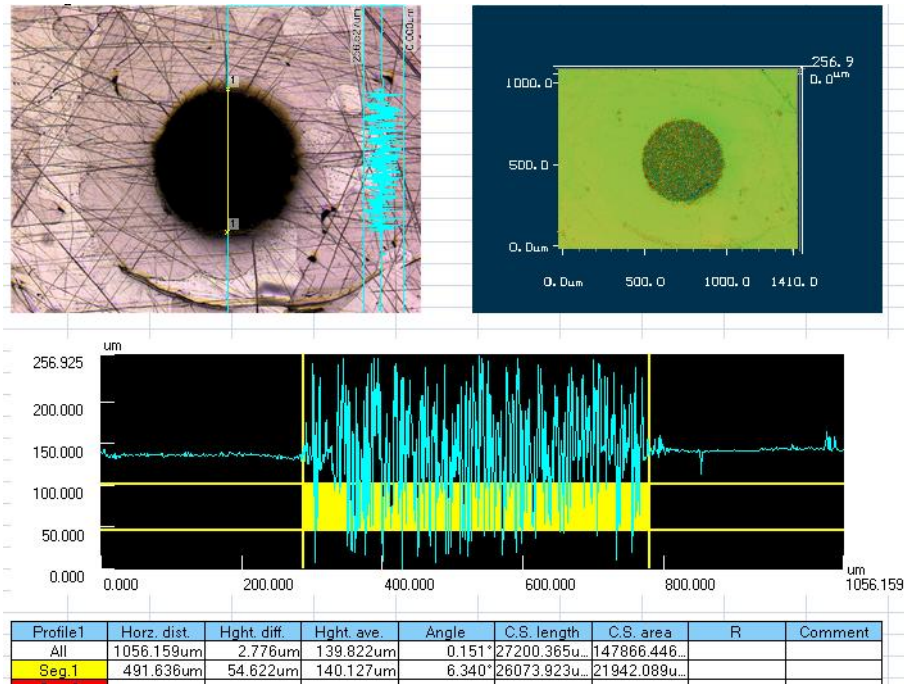 256.527um
0.000um
1
1
256.9
0.0um
1000.0
500.0
0.0um
0.0um 500.0 1000.0 1410.0
um
256.925
200.000
150.000
100.000
50.000
0.000
0.000 200.000 400.000 600.000 800.000 um 1056.159
Profile1 Horz. dist. Hght. diff. Hght. ave. Angle C.S. length C.S. area R Comment
All 1056.159um 2.776um 139.822um 0.151° 27200.365u... 147866.446...
Seg.1 491.636um 54.622um 140.127um 6.340° 26073.923u... 21942.089u...